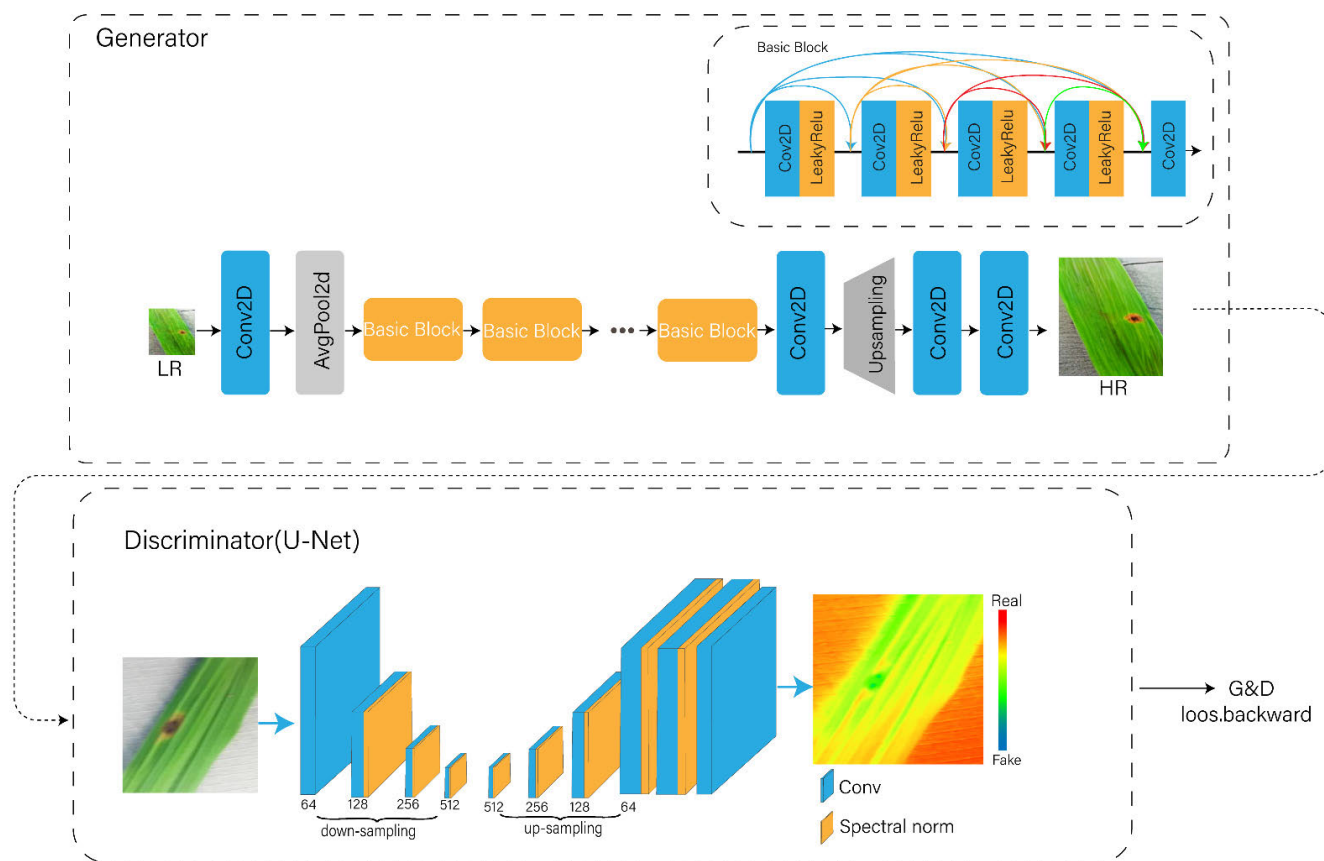 Generator
Basic Block
Cov2D
LeakyRelu
Cov2D
LeakyRelu
Cov2D
LeakyRelu
Cov2D
LeakyRelu
Cov2D
LR
Conv2D
AvgPool2d
Basic Block
Basic Block
Basic Block
Conv2D
Upsampling
Conv2D
Conv2D
HR
Discriminator(U-Net)
64
128
256
512
512
256
128
64
down-sampling
up-sampling
Real
Fake
Conv
Spectral norm
G&D
loos.backward